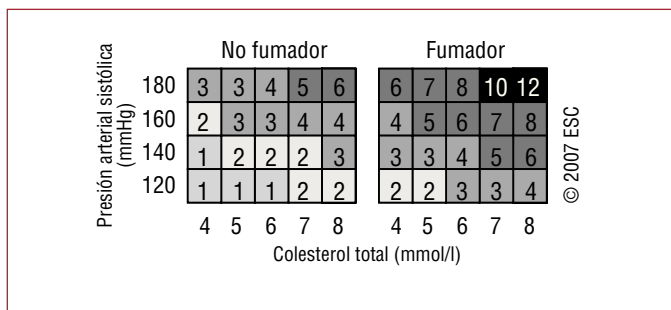 No fumador Fumador
Presión arterial sistólica
(mmHg)
180 3 3 4 5 6 6 7 8 10 12
160 2 3 3 4 4 4 5 6 7 8
140 1 2 2 2 3 3 3 4 5 6
120 1 1 1 2 2 2 2 3 3 4
4 5 6 7 8 4 5 6 7 8
Colesterol total (mmol/l)
© 2007 ESC